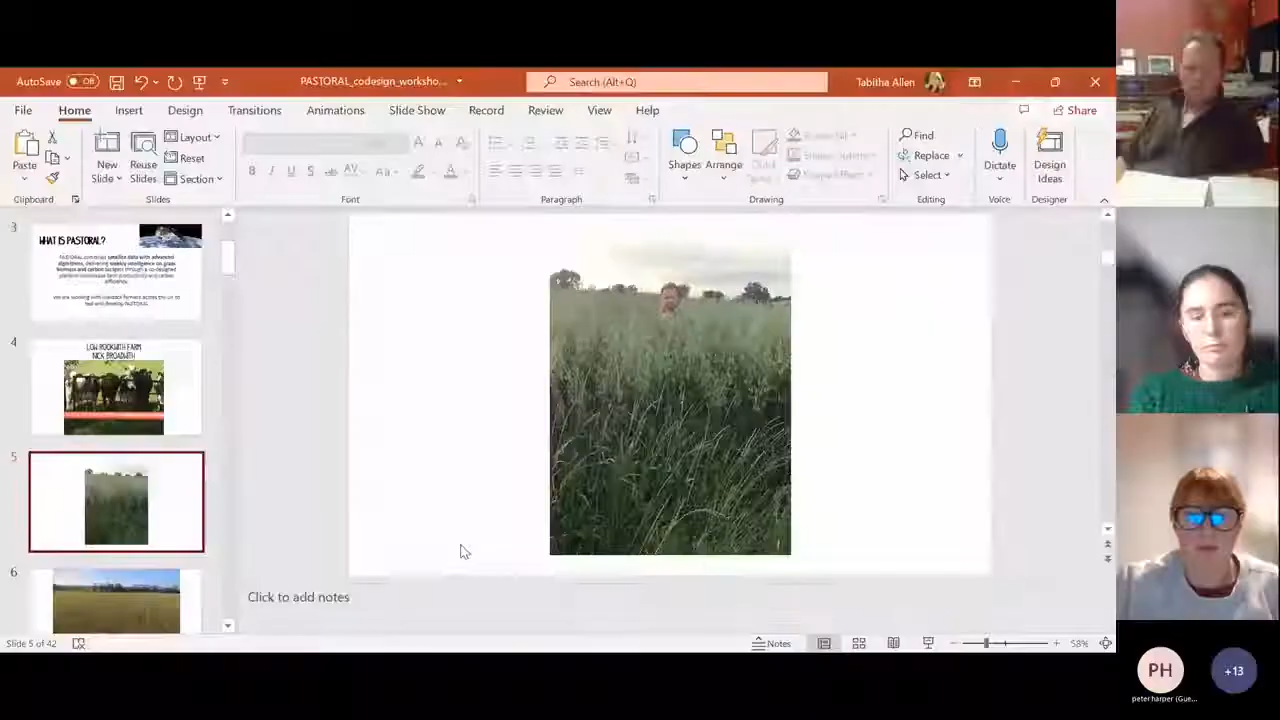 AutoSave Off PASTORAL_codesign_worksho... Search (Alt+Q) Tabitha Allen
File Home Insert Design Transitions Animations Slide Show Record Review View Help Share
Paste New Slide Reuse Slides Layout Reset Section Shapes Arrange Find Replace Select Dictate Design Ideas
Clipboard Slides Font Paragraph Drawing Editing Voice Designer
3
WHAT IS PASTORAL?
4
LOW ROOKWITH FARM
NICK BROADWITH
5
6
Click to add notes
Slide 5 of 42 Notes 58%
PH +13
peter harper (Gue...